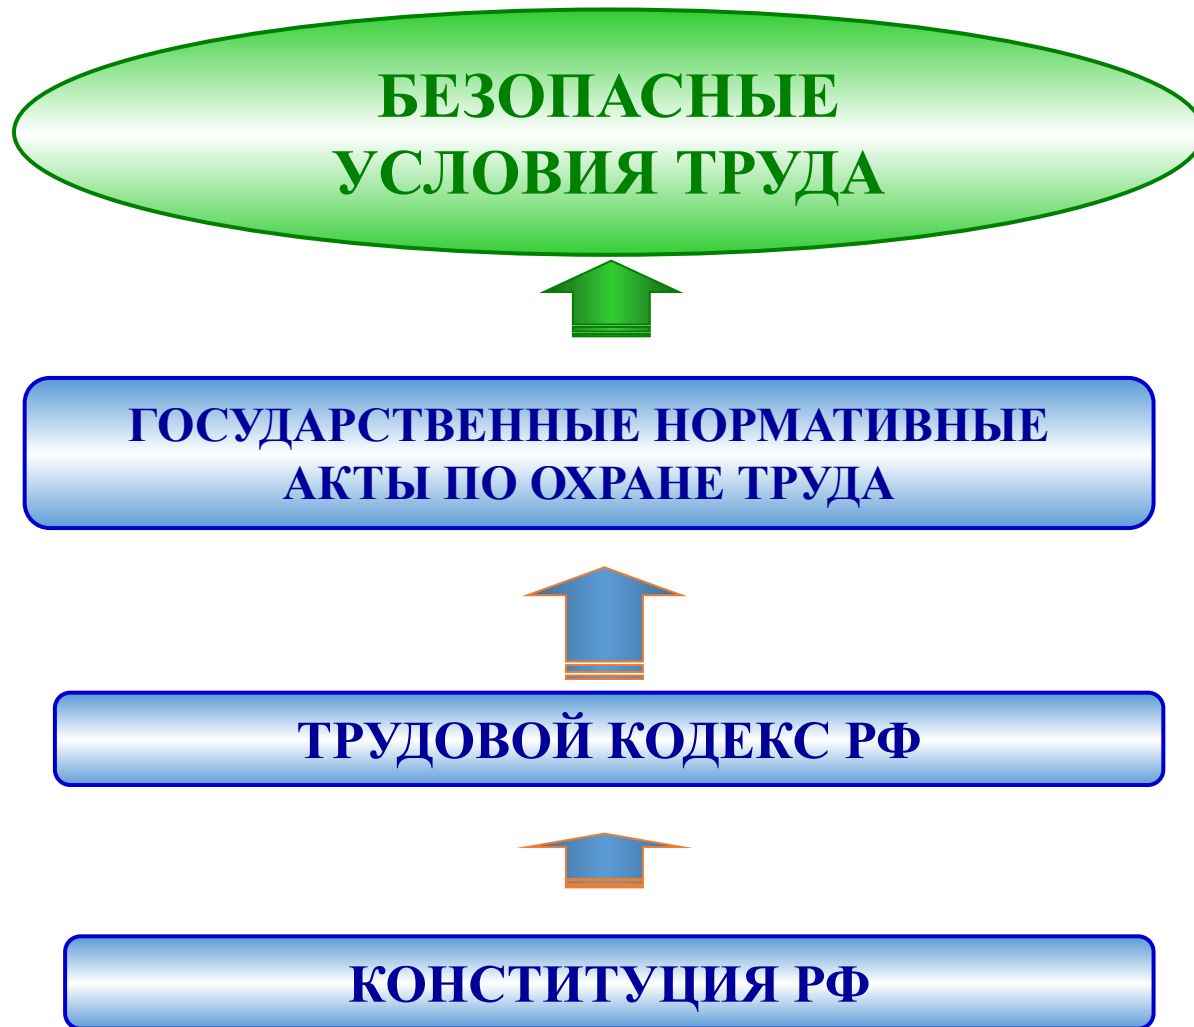 БЕЗОПАСНЫЕ
УСЛОВИЯ ТРУДА
ГОСУДАРСТВЕННЫЕ НОРМАТИВНЫЕ
АКТЫ ПО ОХРАНЕ ТРУДА
ТРУДОВОЙ КОДЕКС РФ
КОНСТИТУЦИЯ РФ